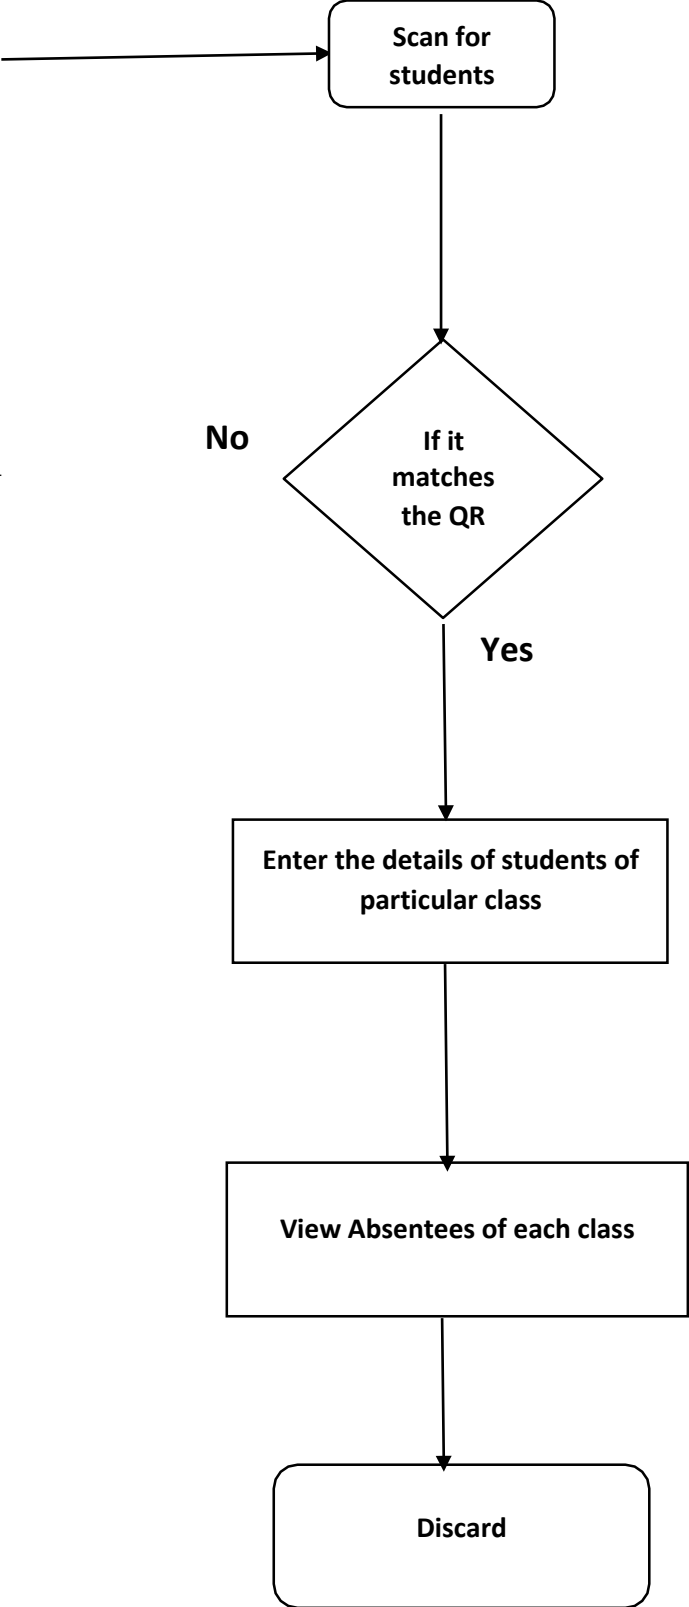 Scan for
students
No
If it
matches
the QR
Yes
Enter the details of students of
particular class
View Absentees of each class
Discard